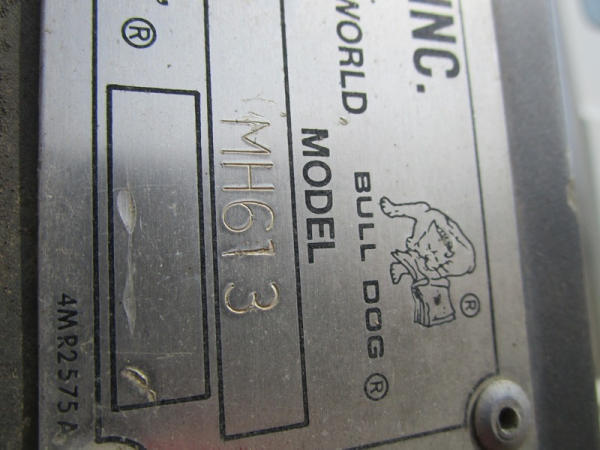 INC.
WORLD,
®
BULL DOG®
MODEL
MH613
®
4MR2575A